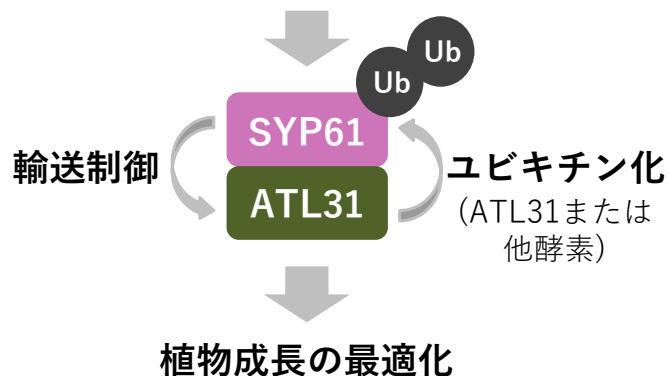 Ub
Ub
SYP61
ATL31
輸送制御
ユビキチン化
(ATL31または
他酵素)
植物成長の最適化